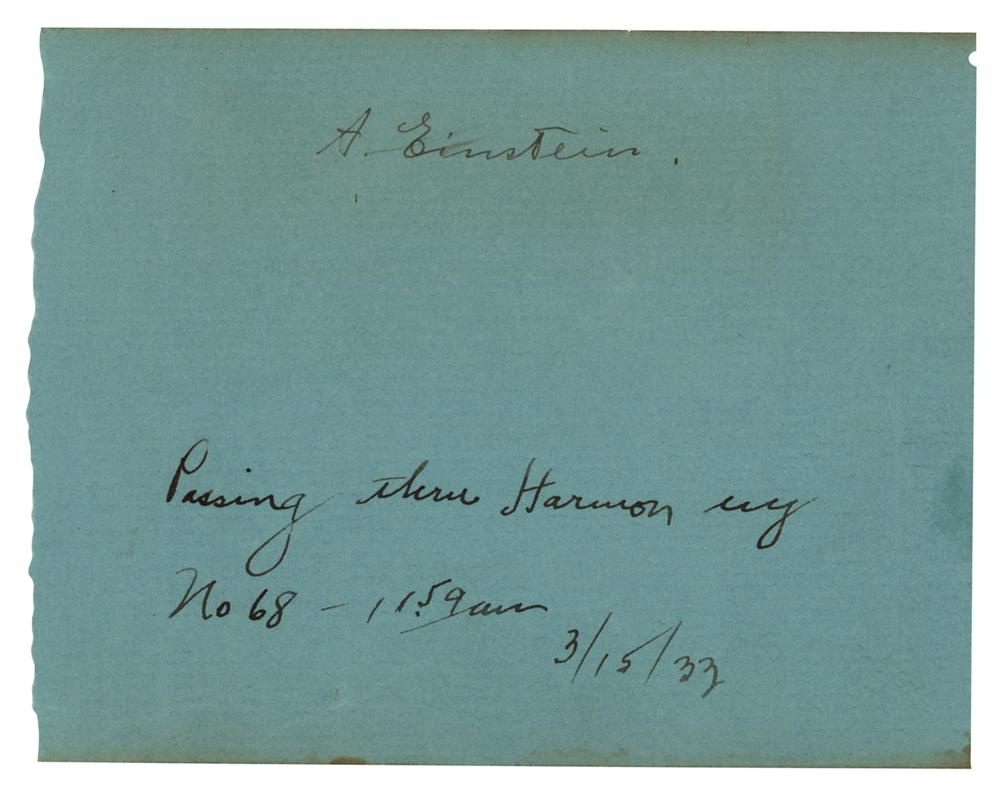 A. Einstein.
Passing thru Harmon ny
No 68 - 11:59am
3/15/33